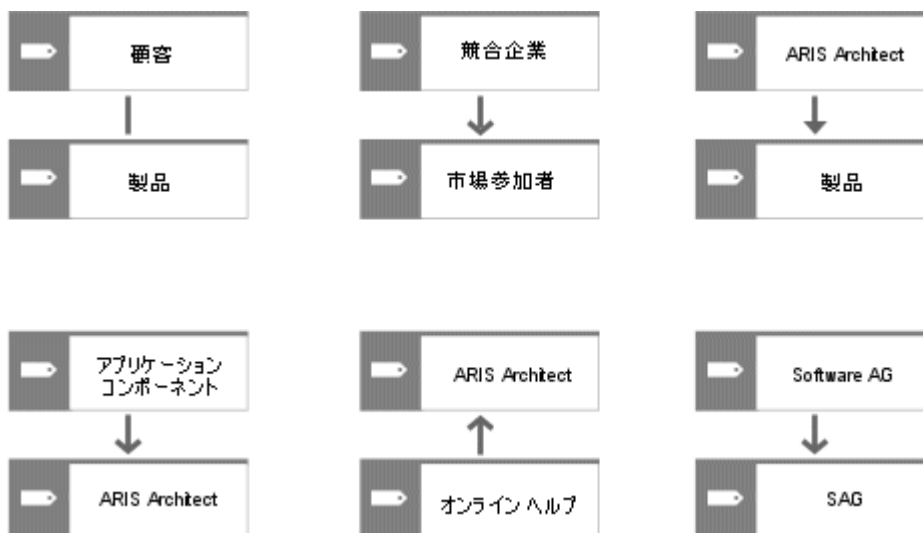 顧客
競合企業
ARIS Architect
製品
市場参加者
製品
アプリケーション
コンポーネント
ARIS Architect
Software AG
ARIS Architect
オンライン ヘルプ
SAG